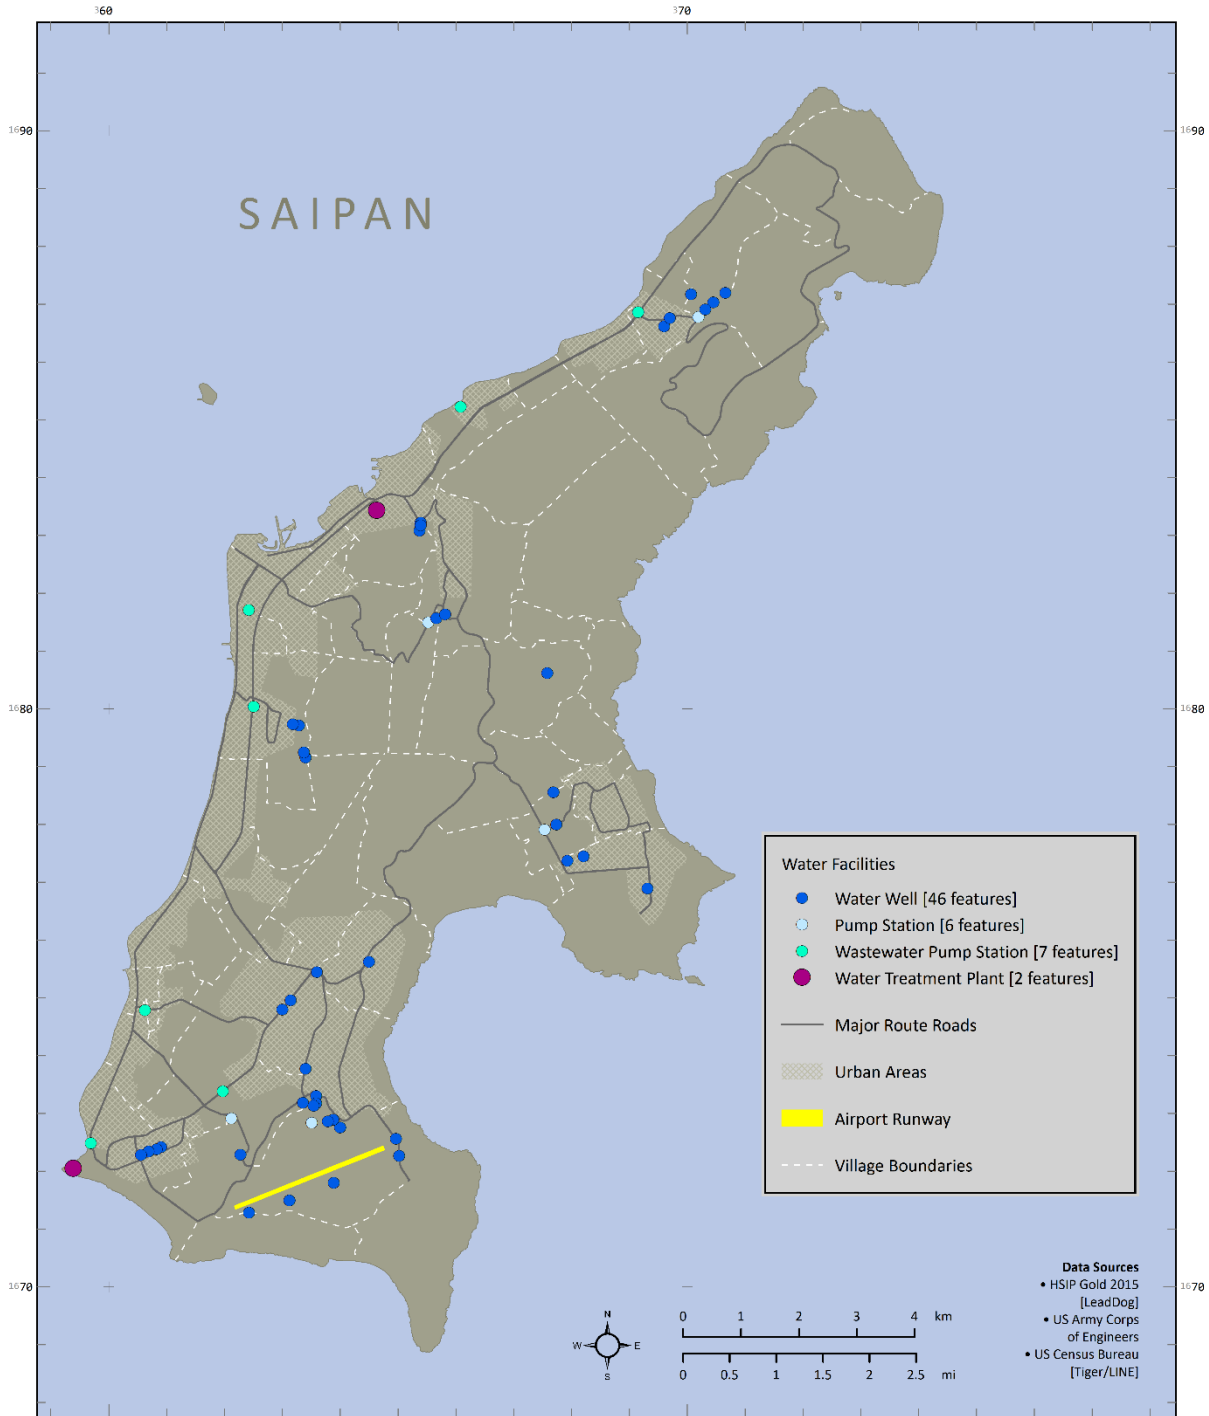 360 370
1690 1690
SAIPAN
1680 1680
Water Facilities
Water Well [46 features]
Pump Station [6 features]
Wastewater Pump Station [7 features]
Water Treatment Plant [2 features]
Major Route Roads
Urban Areas
Airport Runway
Village Boundaries
1670 1670
Data Sources
• HSIP Gold 2015
[LeadDog]
• US Army Corps
of Engineers
• US Census Bureau
[Tiger/LINE]
N
W E
S
0 1 2 3 4 km
0 0.5 1 1.5 2 2.5 mi